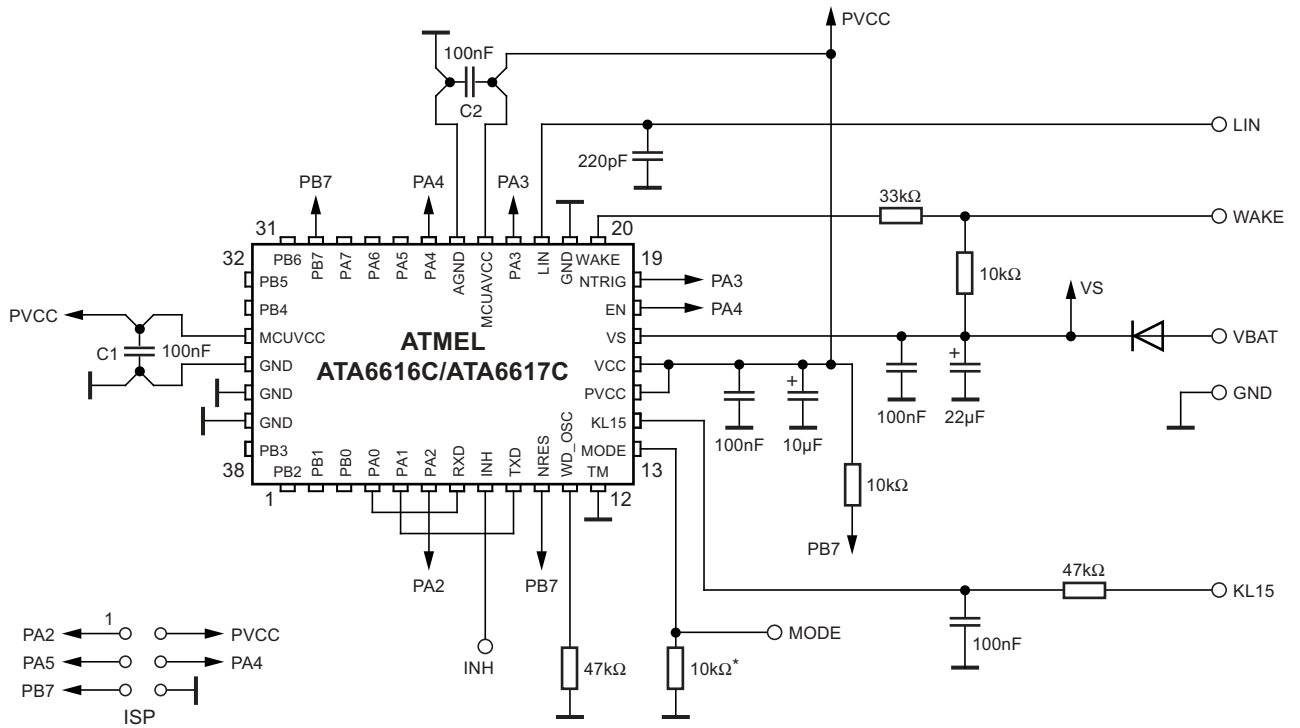 PVCC
100nF
C2
LIN
220pF
PB7
PA4
PA3
33kΩ
WAKE
31
20
PB6
PB7
PA7
PA6
PA5
PA4
AGND
MCUAVCC
PA3
LIN
GND
WAKE
32
19
PB5
NTRIG
PA3
10kΩ
PB4
EN
PA4
VS
PVCC
MCUVCC
VS
VBAT
C1
100nF
ATMEL
ATA6616C/ATA6617C
GND
VCC
+
+
GND
PVCC
GND
100nF
22µF
GND
KL15
100nF
10µF
PB3
MODE
38
13
PB2
PB1
PB0
PA0
PA1
PA2
RXD
INH
TXD
NRES
WD_OSC
TM
1
12
10kΩ
PB7
PA2
PB7
47kΩ
KL15
100nF
1
PA2
PVCC
MODE
PA5
PA4
INH
47kΩ
10kΩ*
PB7
ISP